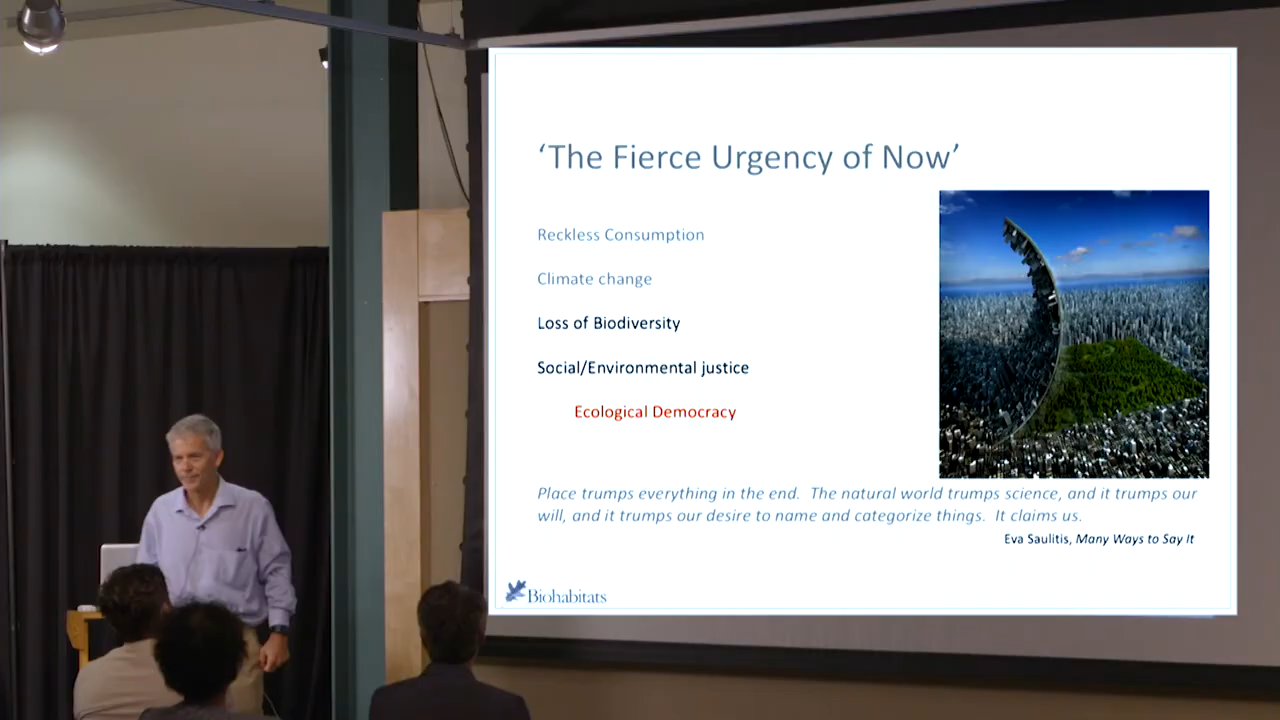 ‘The Fierce Urgency of Now’
Reckless Consumption
Climate change
Loss of Biodiversity
Social/Environmental justice
Ecological Democracy
Place trumps everything in the end. The natural world trumps science, and it trumps our
will, and it trumps our desire to name and categorize things. It claims us.
Eva Saulitis, Many Ways to Say It
Biohabitats